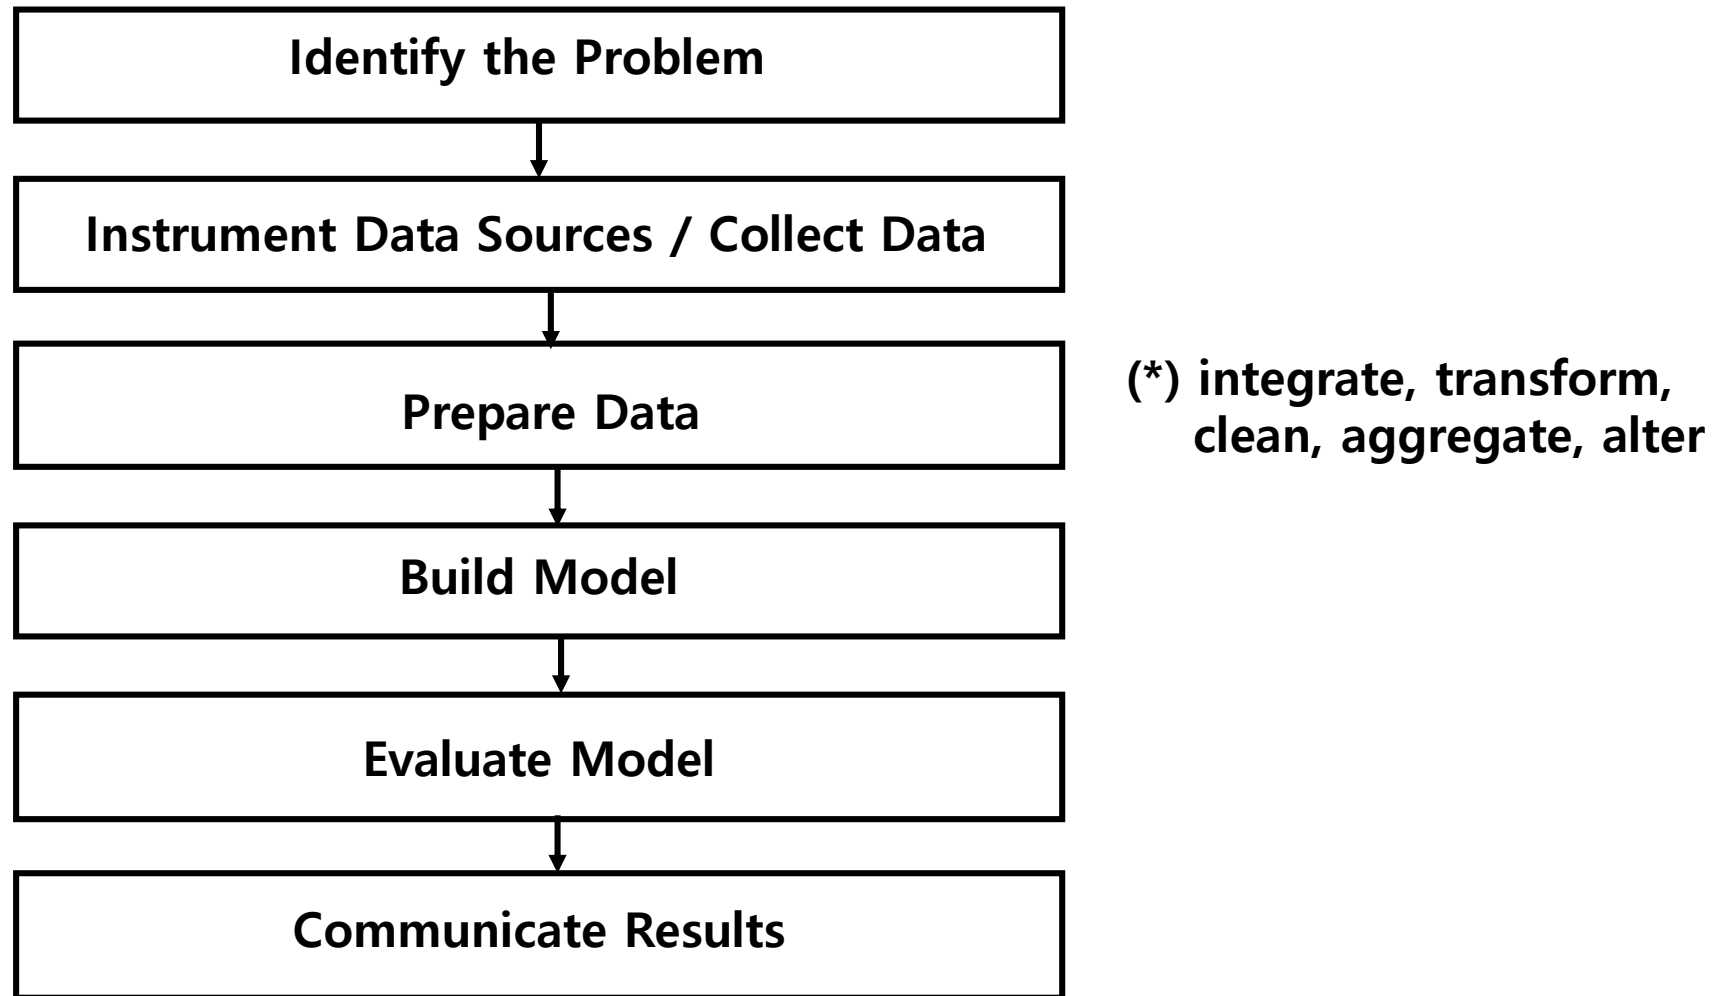 Identify the Problem
Instrument Data Sources / Collect Data
Prepare Data
(*) integrate, transform,
clean, aggregate, alter
Build Model
Evaluate Model
Communicate Results